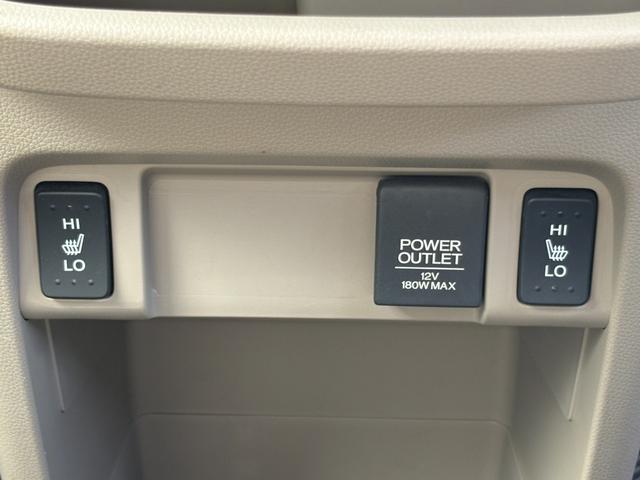 HI
LO
POWER
OUTLET
12V
180W MAX
HI
LO